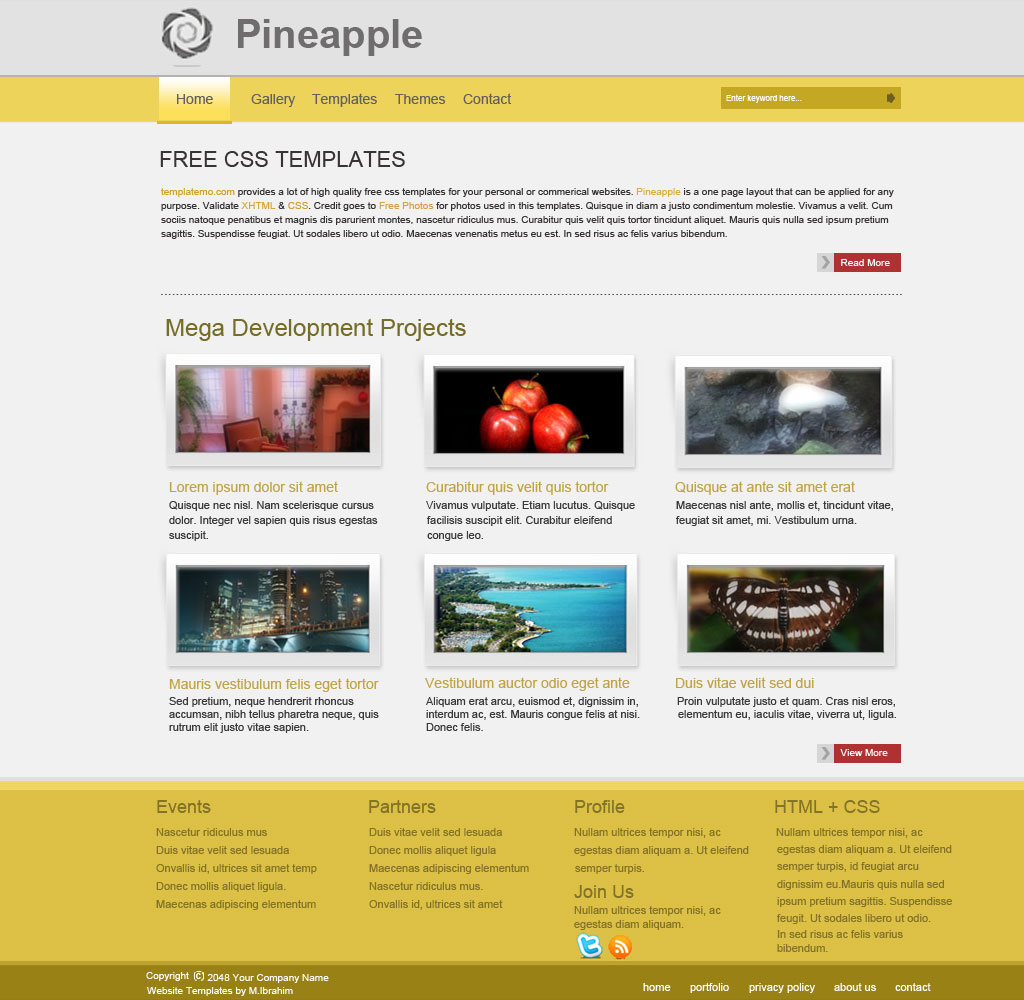 Pineapple
Home Gallery Templates Themes Contact
Enter keyword here...
FREE CSS TEMPLATES
templatemo.com provides a lot of high quality free css templates for your personal or commerical websites. Pineapple is a one page layout that can be applied for any
purpose. Validate XHTML & CSS. Credit goes to Free Photos for photos used in this templates. Quisque in diam a justo condimentum molestie. Vivamus a velit. Cum
sociis natoque penatibus et magnis dis parurient montes, nascetur ridiculus mus. Curabitur quis velit quis tortor tincidunt aliquet. Mauris quis nulla sed ipsum pretium
sagittis. Suspendisse feugiat. Ut sodales libero ut odio. Maecenas venenatis metus eu est. In sed risus ac felis varius bibendum.
Read More
Mega Development Projects
Lorem ipsum dolor sit amet
Quisque nec nisl. Nam scelerisque cursus
dolor. Integer vel sapien quis risus egestas
suscipit.
Curabitur quis velit quis tortor
Vivamus vulputate. Etiam lucutus. Quisque
facilisis suscipit elit. Curabitur eleifend
congue leo.
Quisque at ante sit amet erat
Maecenas nisl ante, mollis et, tincidunt vitae,
feugiat sit amet, mi. Vestibulum urna.
Mauris vestibulum felis eget tortor
Sed pretium, neque hendrerit rhoncus
accumsan, nibh tellus pharetra neque, quis
rutrum elit justo vitae sapien.
Vestibulum auctor odio eget ante
Aliquam erat arcu, euismod et, dignissim in,
interdum ac, est. Mauris congue felis at nisi.
Donec felis.
Duis vitae velit sed dui
Proin vulputate justo et quam. Cras nisl eros,
elementum eu, iaculis vitae, viverra ut, ligula.
View More
Events
Nascetur ridiculus mus
Duis vitae velit sed lesuada
Onvallis id, ultrices sit amet temp
Donec mollis aliquet ligula.
Maecenas adipiscing elementum
Partners
Duis vitae velit sed lesuada
Donec mollis aliquet ligula
Maecenas adipiscing elementum
Nascetur ridiculus mus.
Onvallis id, ultrices sit amet
Profile
Nullam ultrices tempor nisi, ac
egestas diam aliquam a. Ut eleifend
semper turpis.
Join Us
Nullam ultrices tempor nisi, ac
egestas diam aliquam.
HTML + CSS
Nullam ultrices tempor nisi, ac
egestas diam aliquam a. Ut eleifend
semper turpis, id feugiat arcu
dignissim eu.Mauris quis nulla sed
ipsum pretium sagittis. Suspendisse
feugit. Ut sodales libero ut odio.
In sed risus ac felis varius
bibendum.
Copyright © 2048 Your Company Name
Website Templates by M.Ibrahim
home portfolio privacy policy about us contact